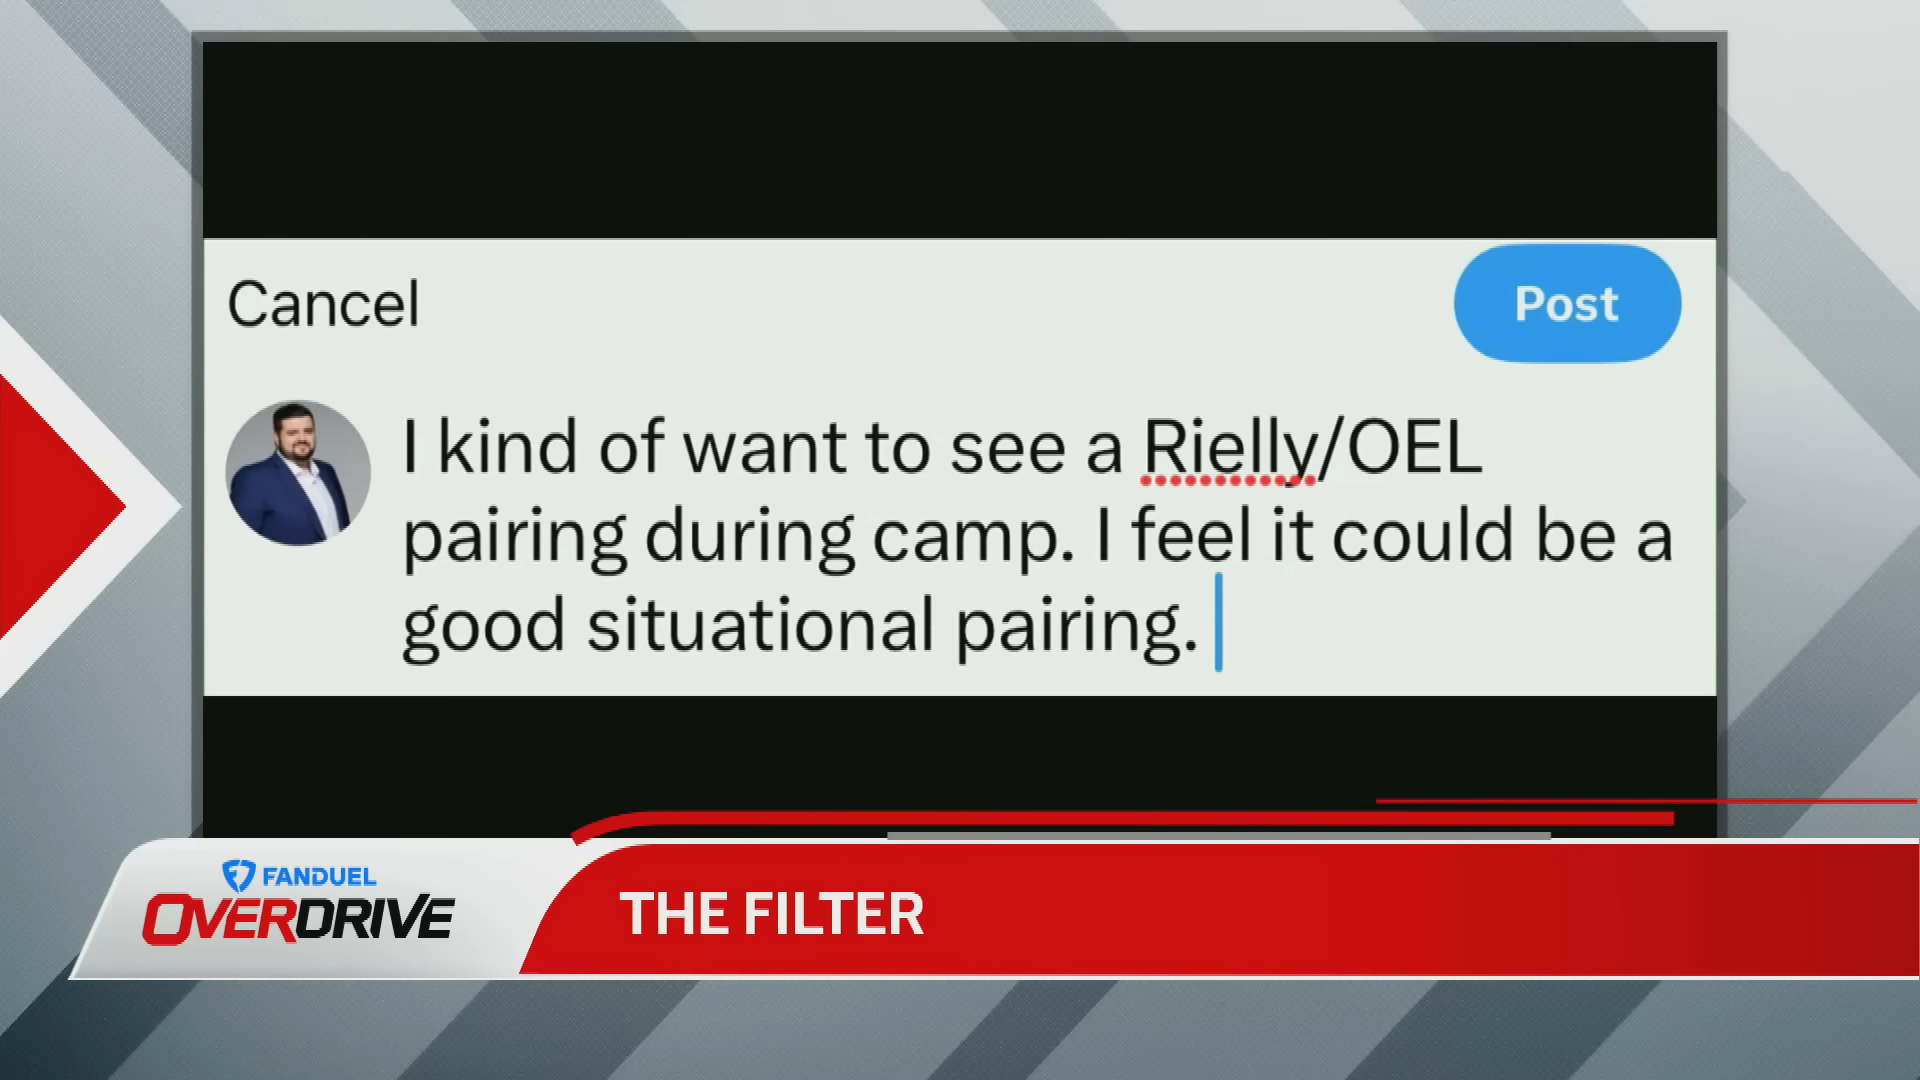 Cancel
Post
I kind of want to see a Rielly/OEL
pairing during camp. I feel it could be a
good situational pairing.
FANDUEL
OVERDRIVE
THE FILTER